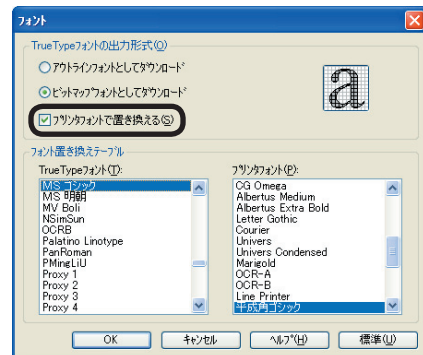 フォント
TrueTypeフォントの出力形式(O)
アウトラインフォントとしてダウンロード
ビットマップフォントとしてダウンロード
a
プリンタフォントで置き換える(S)
フォント置き換えテーブル
TrueTypeフォント(T):
MS ゴシック
MS 明朝
MV Boli
NSimSun
OCRB
Palatino Linotype
PanRoman
PMingLiU
Proxy 1
Proxy 2
Proxy 3
Proxy 4
プリンタフォント(P):
CG Omega
Albertus Medium
Albertus Extra Bold
Letter Gothic
Courier
Univers
Univers Condensed
Marigold
OCR-A
OCR-B
Line Printer
平成角ゴシック
OK キャンセル ヘルプ(H) 標準(U)